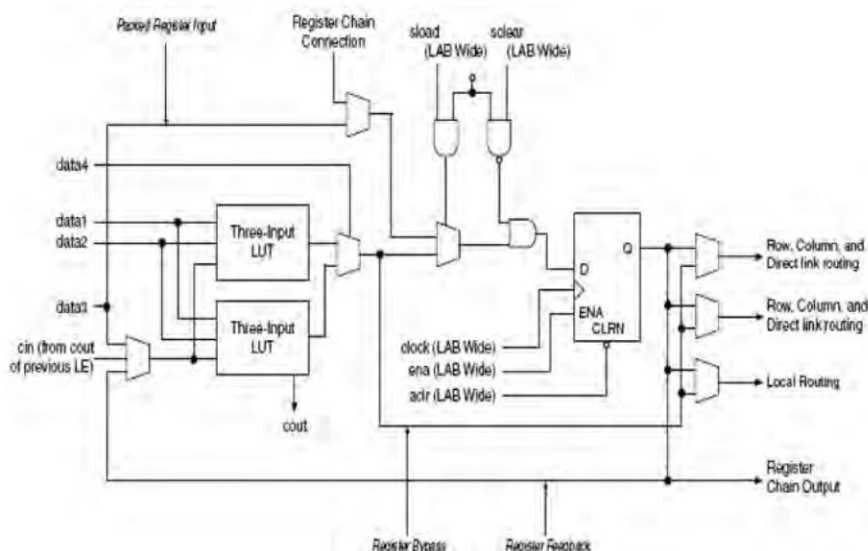 Packed Register Input
Register Chain
Connection
sload
(LAB Wide)
sclear
(LAB Wide)
data4
data1
data2
data3
cin (from cout
of previous LE)
Three-Input
LUT
Three-Input
LUT
cout
clock (LAB Wide)
ena (LAB Wide)
aclr (LAB Wide)
Q
D
ENA
CLRN
Row, Column, and
Direct link routing
Row, Column, and
Direct link routing
Local Routing
Register
Chain Output
Register Bypass
Register Feedback